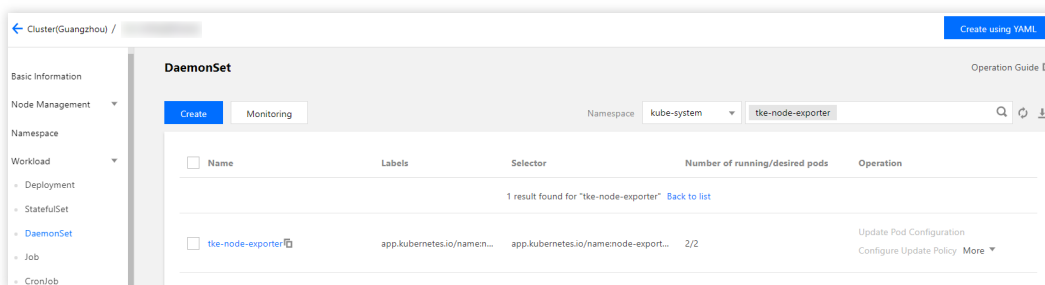 Cluster(Guangzhou) /
Create using YAML
Basic Information
Node Management
Namespace
Workload
Deployment
StatefulSet
DaemonSet
Job
CronJob
DaemonSet
Operation Guide
Create
Monitoring
Namespace
kube-system
tke-node-exporter
Name
Labels
Selector
Number of running/desired pods
Operation
1 result found for "tke-node-exporter" Back to list
tke-node-exporter
app.kubernetes.io/name:n...
app.kubernetes.io/name:node-export...
2/2
Update Pod Configuration
Configure Update Policy More